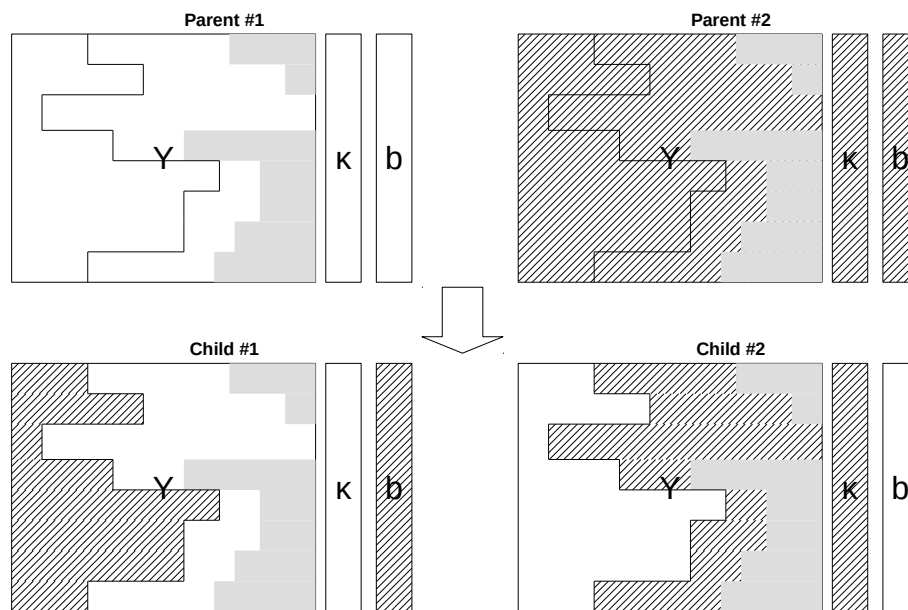 Parent #1
Parent #2
Y κ b
Y κ b
Child #1
Child #2
Y κ b
Y κ b